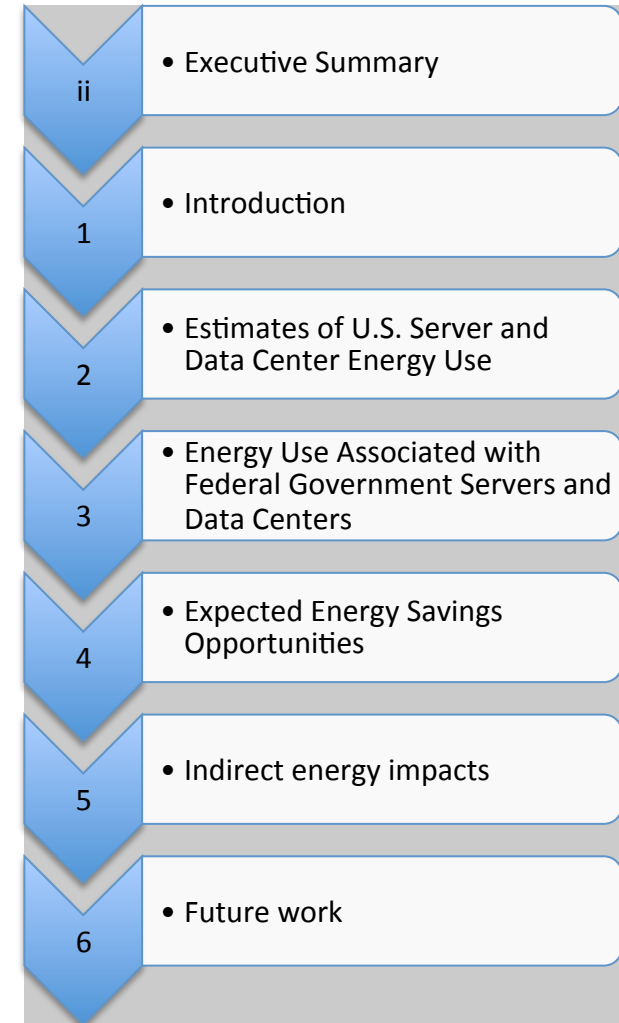 ii
• Executive Summary
1
• Introduction
2
• Estimates of U.S. Server and
Data Center Energy Use
3
• Energy Use Associated with
Federal Government Servers and
Data Centers
4
• Expected Energy Savings
Opportunities
5
• Indirect energy impacts
6
• Future work